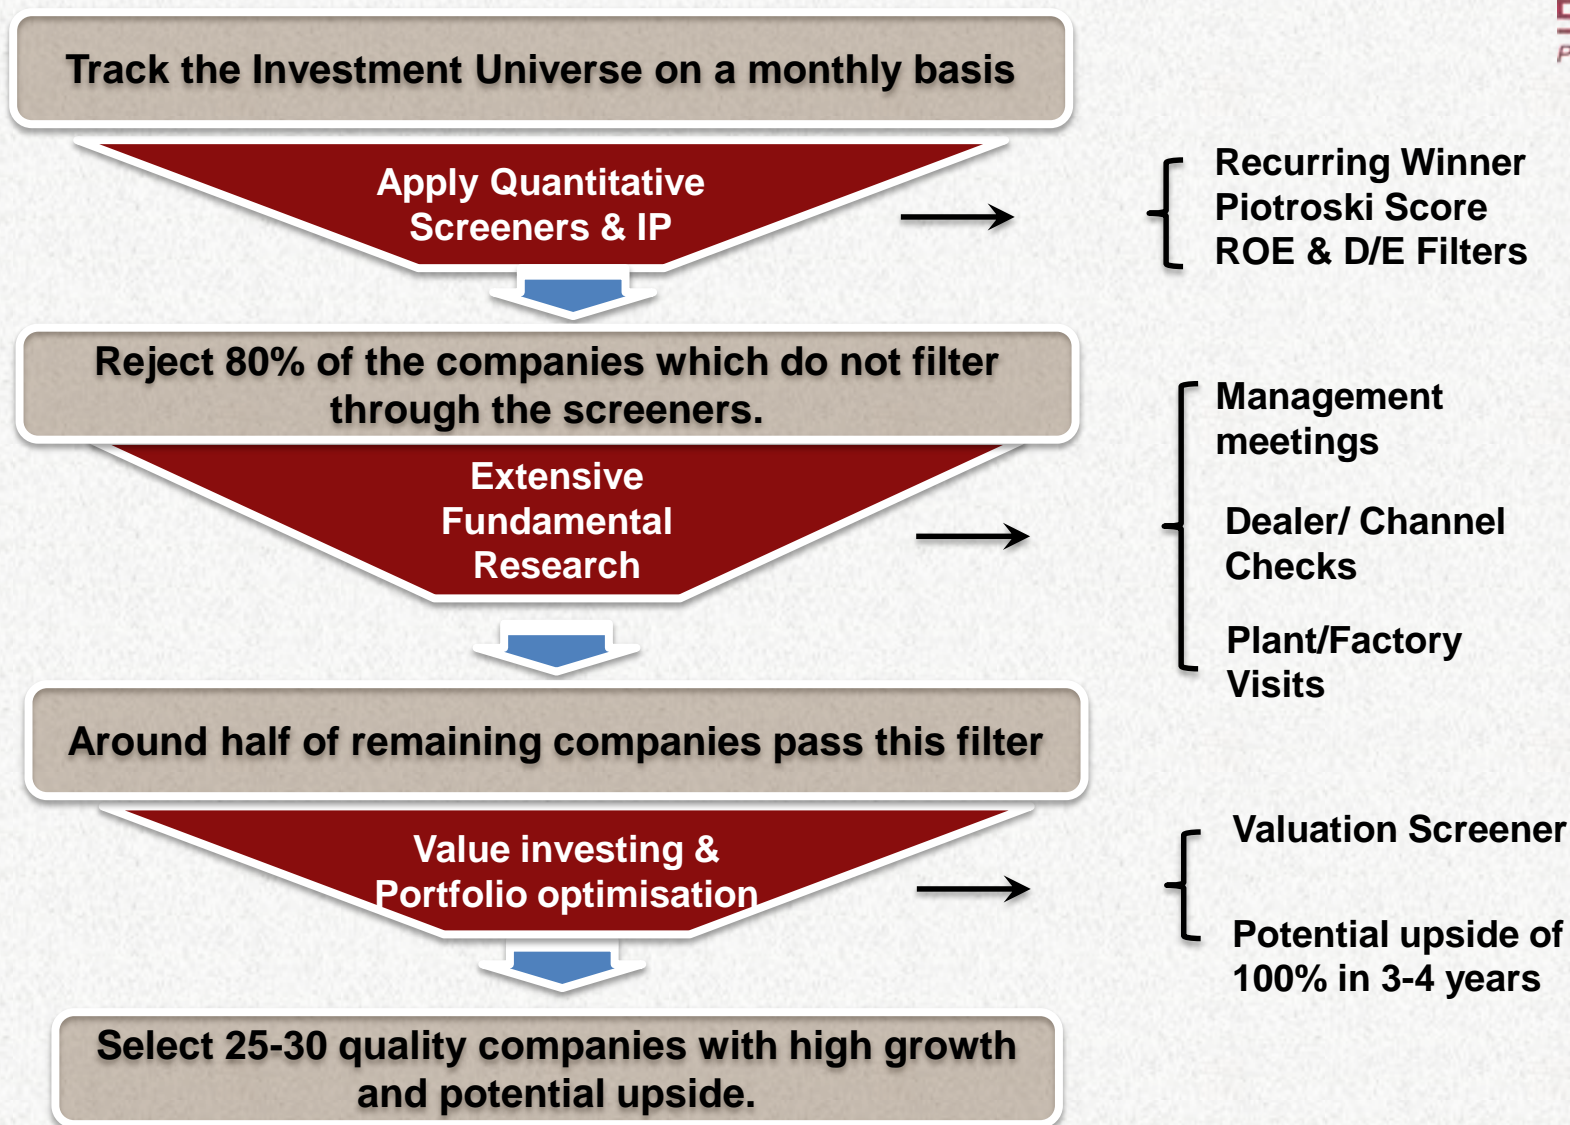 Track the Investment Universe on a monthly basis
Apply Quantitative
Screeners & IP
Recurring Winner
Piotroski Score
ROE & D/E Filters
Reject 80% of the companies which do not filter
through the screeners.
Extensive
Fundamental
Research
Management
meetings
Dealer/ Channel
Checks
Plant/Factory
Visits
Around half of remaining companies pass this filter
Value investing &
Portfolio optimisation
Valuation Screener
Potential upside of
100% in 3-4 years
Select 25-30 quality companies with high growth
and potential upside.